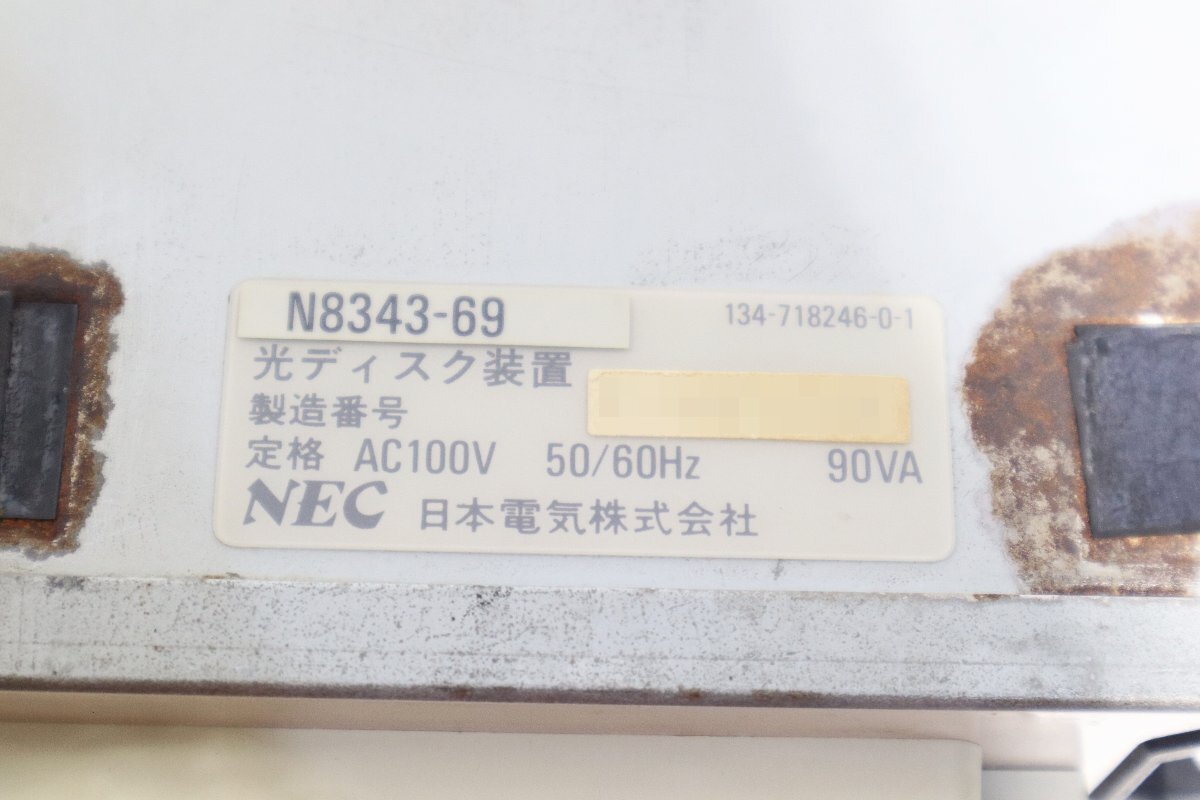 N8343-69 134-718246-0-1
光ディスク装置
製造番号
定格 AC100V 50/60Hz 90VA
NEC 日本電気株式会社